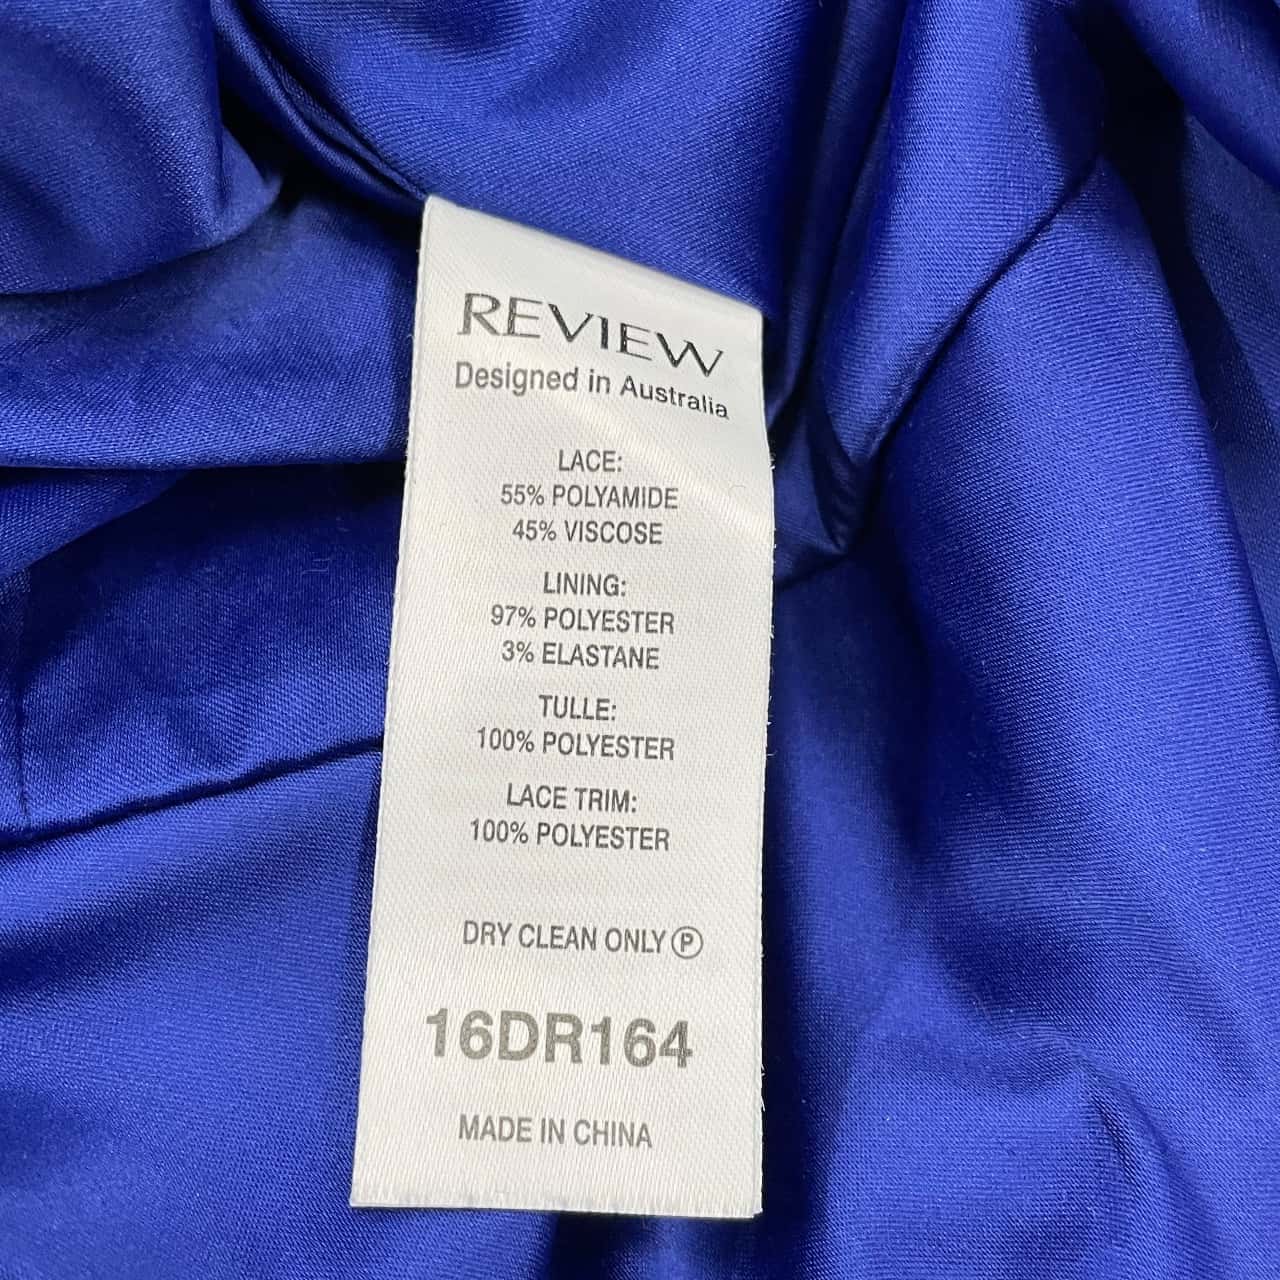 REVIEW
Designed in Australia
LACE:
55% POLYAMIDE
45% VISCOSE
LINING:
97% POLYESTER
3% ELASTANE
TULLE:
100% POLYESTER
LACE TRIM:
100% POLYESTER
DRY CLEAN ONLY Ⓟ
16DR164
MADE IN CHINA